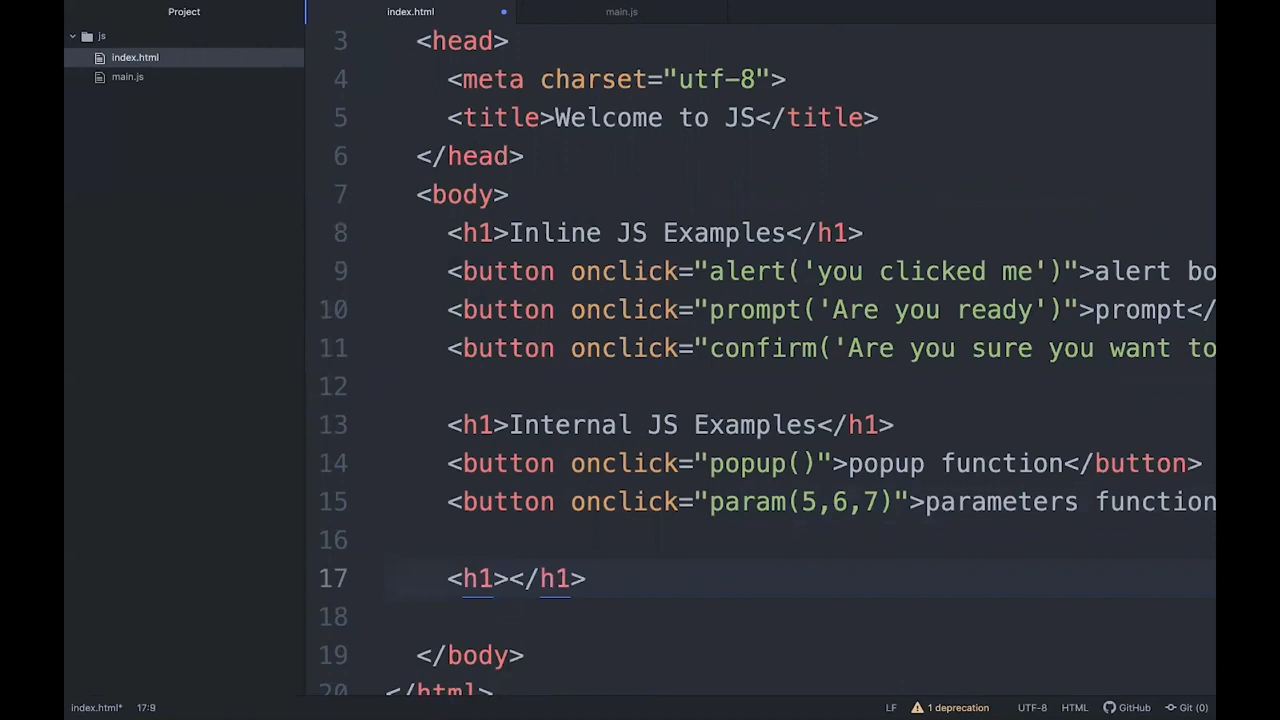 Project
index.html
main.js
js
index.html
main.js
3 <head>
4 <meta charset="utf-8">
5 <title>Welcome to JS</title>
6 </head>
7 <body>
8 <h1>Inline JS Examples</h1>
9 <button onclick="alert('you clicked me')">alert bo
10 <button onclick="prompt('Are you ready')">prompt</
11 <button onclick="confirm('Are you sure you want to
12
13 <h1>Internal JS Examples</h1>
14 <button onclick="popup()">popup function</button>
15 <button onclick="param(5,6,7)">parameters function
16
17 <h1></h1>
18
19 </body>
20 </html>
index.html* 17:9
LF 1 deprecation UTF-8 HTML GitHub Git (0)